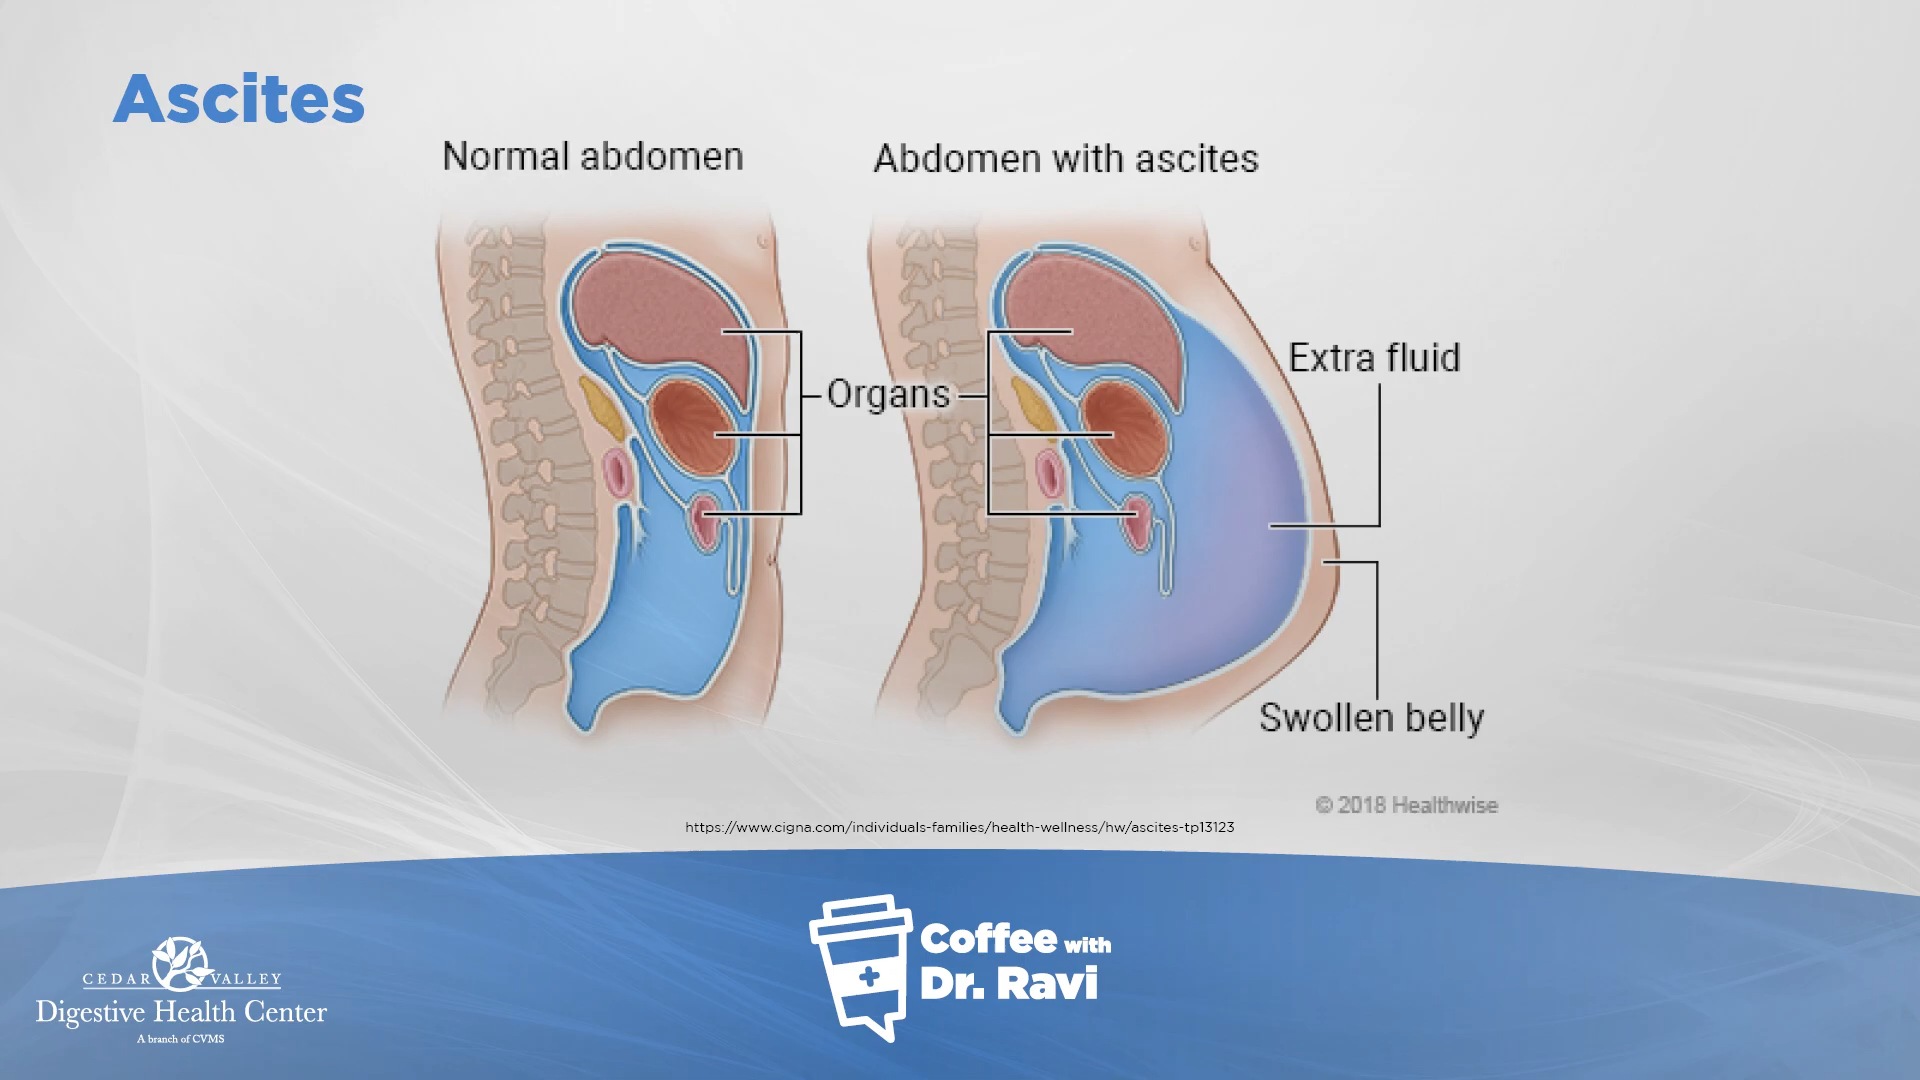 Ascites
Normal abdomen
Abdomen with ascites
Organs
Extra fluid
Swollen belly
© 2018 Healthwise
https://www.cigna.com/individuals-families/health-wellness/hw/ascites-tp13123
CEDAR VALLEY
Digestive Health Center
A branch of CVMS
Coffee with
Dr. Ravi